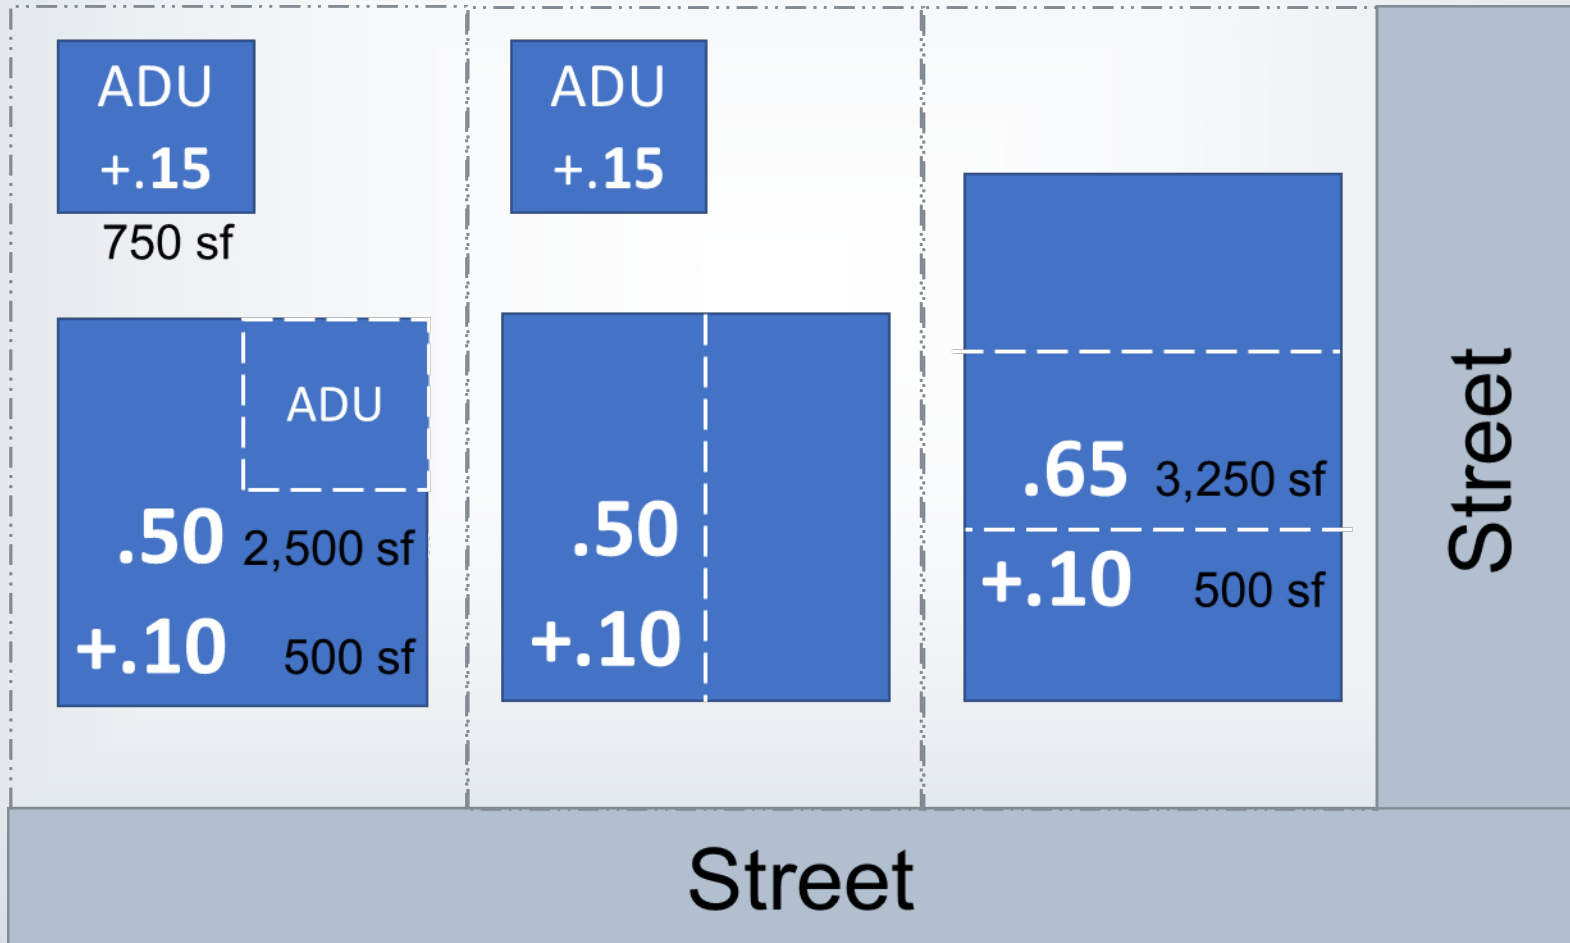 ADU
+.15
750 sf
ADU
.50 2,500 sf
+.10 500 sf
ADU
+.15
.50
+.10
.65 3,250 sf
+.10 500 sf
Street
Street